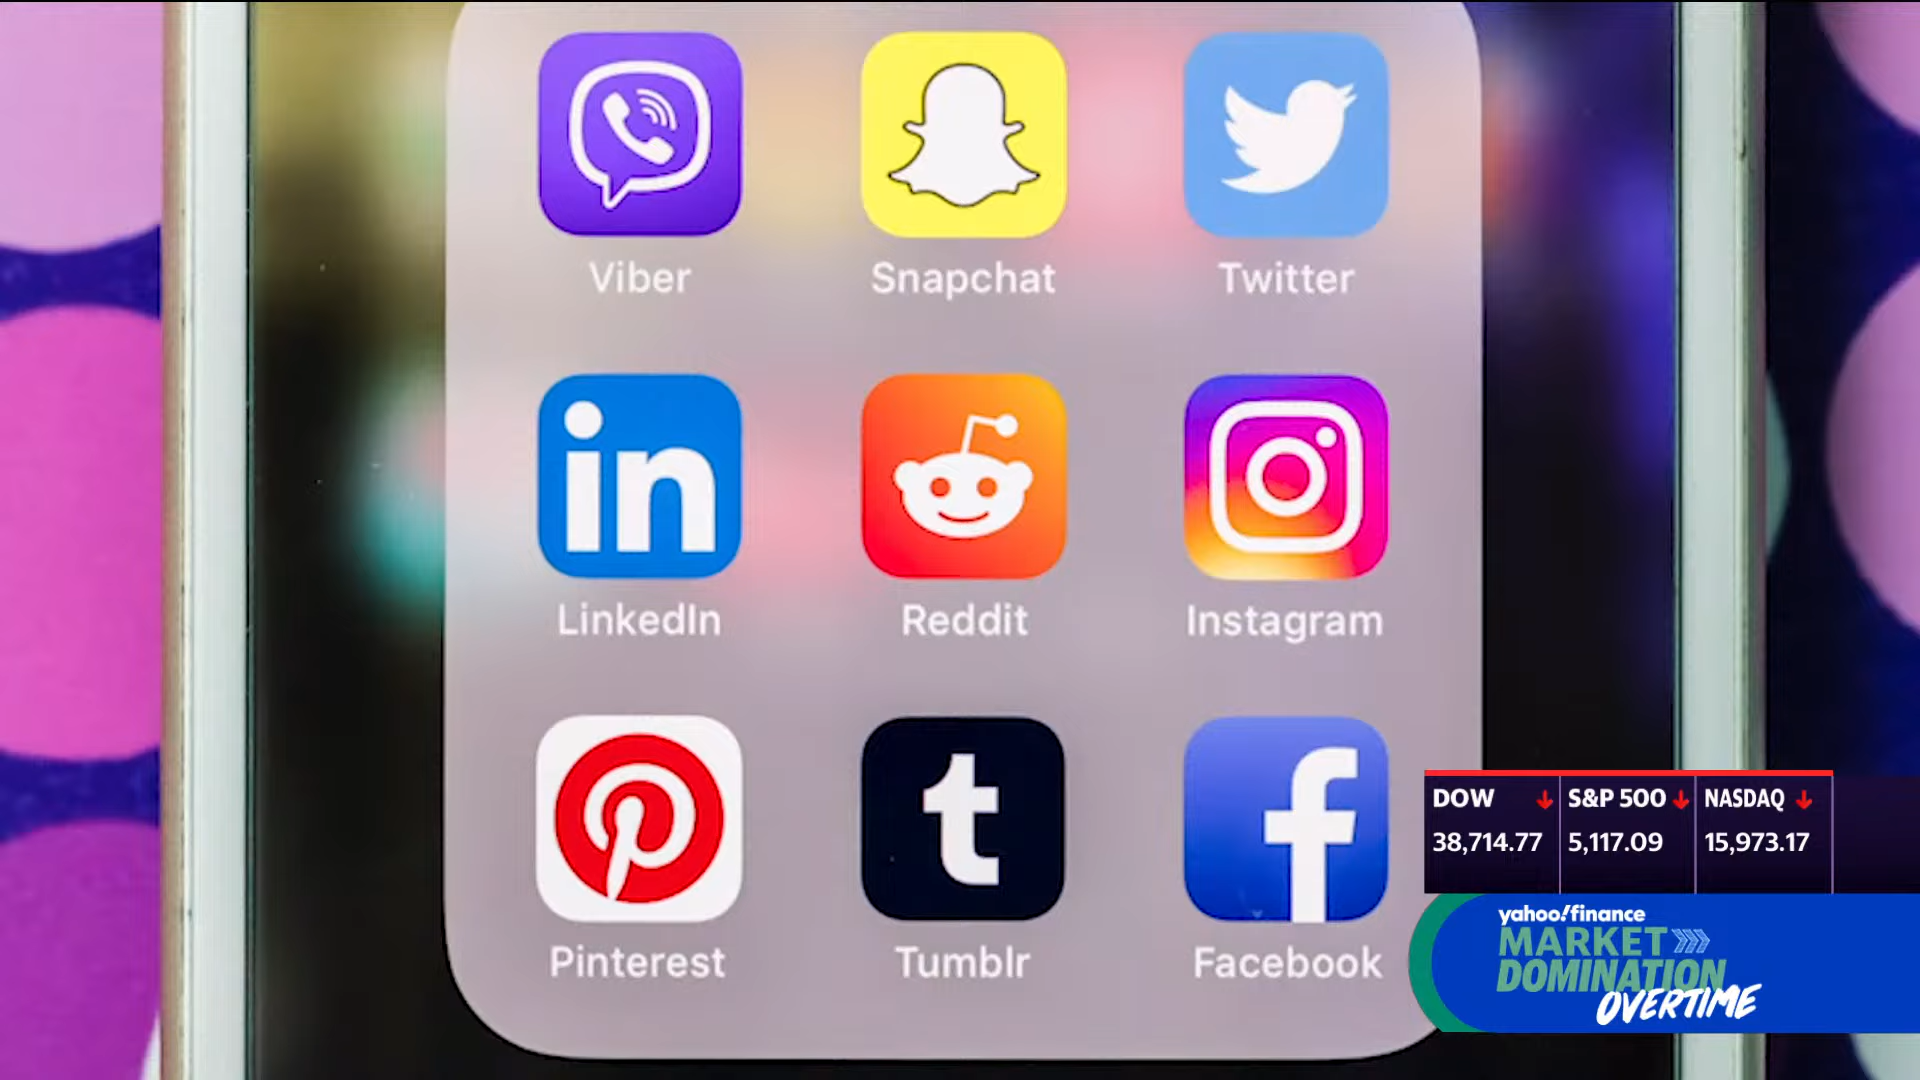 Viber Snapchat Twitter
in
LinkedIn Reddit Instagram
t f
Pinterest Tumblr Facebook
DOW S&P 500 NASDAQ
38,714.77 5,117.09 15,973.17
yahoo!finance
MARKET
DOMINATION
OVERTIME